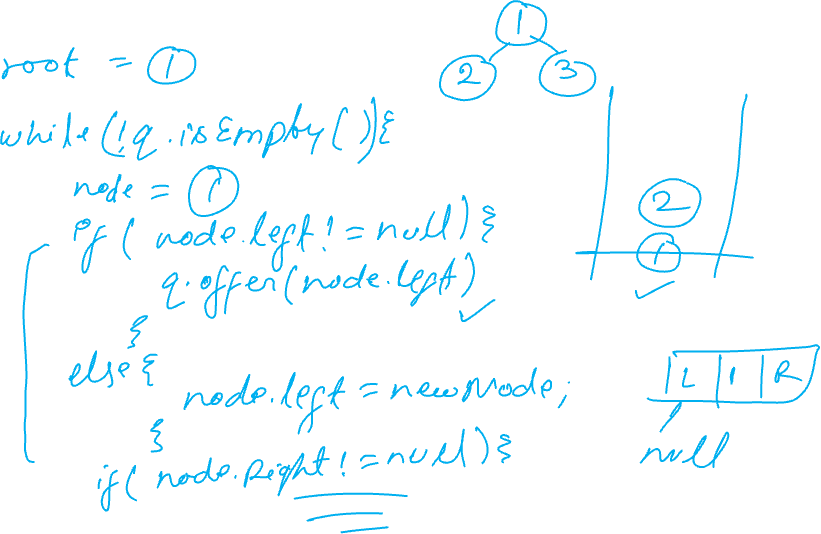 1
root = 1
2 3
while(!q.isEmpty()){
node = 1
2
if( node.left != null){
1
q.offer(node.left)
}
else{
L 1 R
node.left = newNode;
}
null
if( node.right != null){